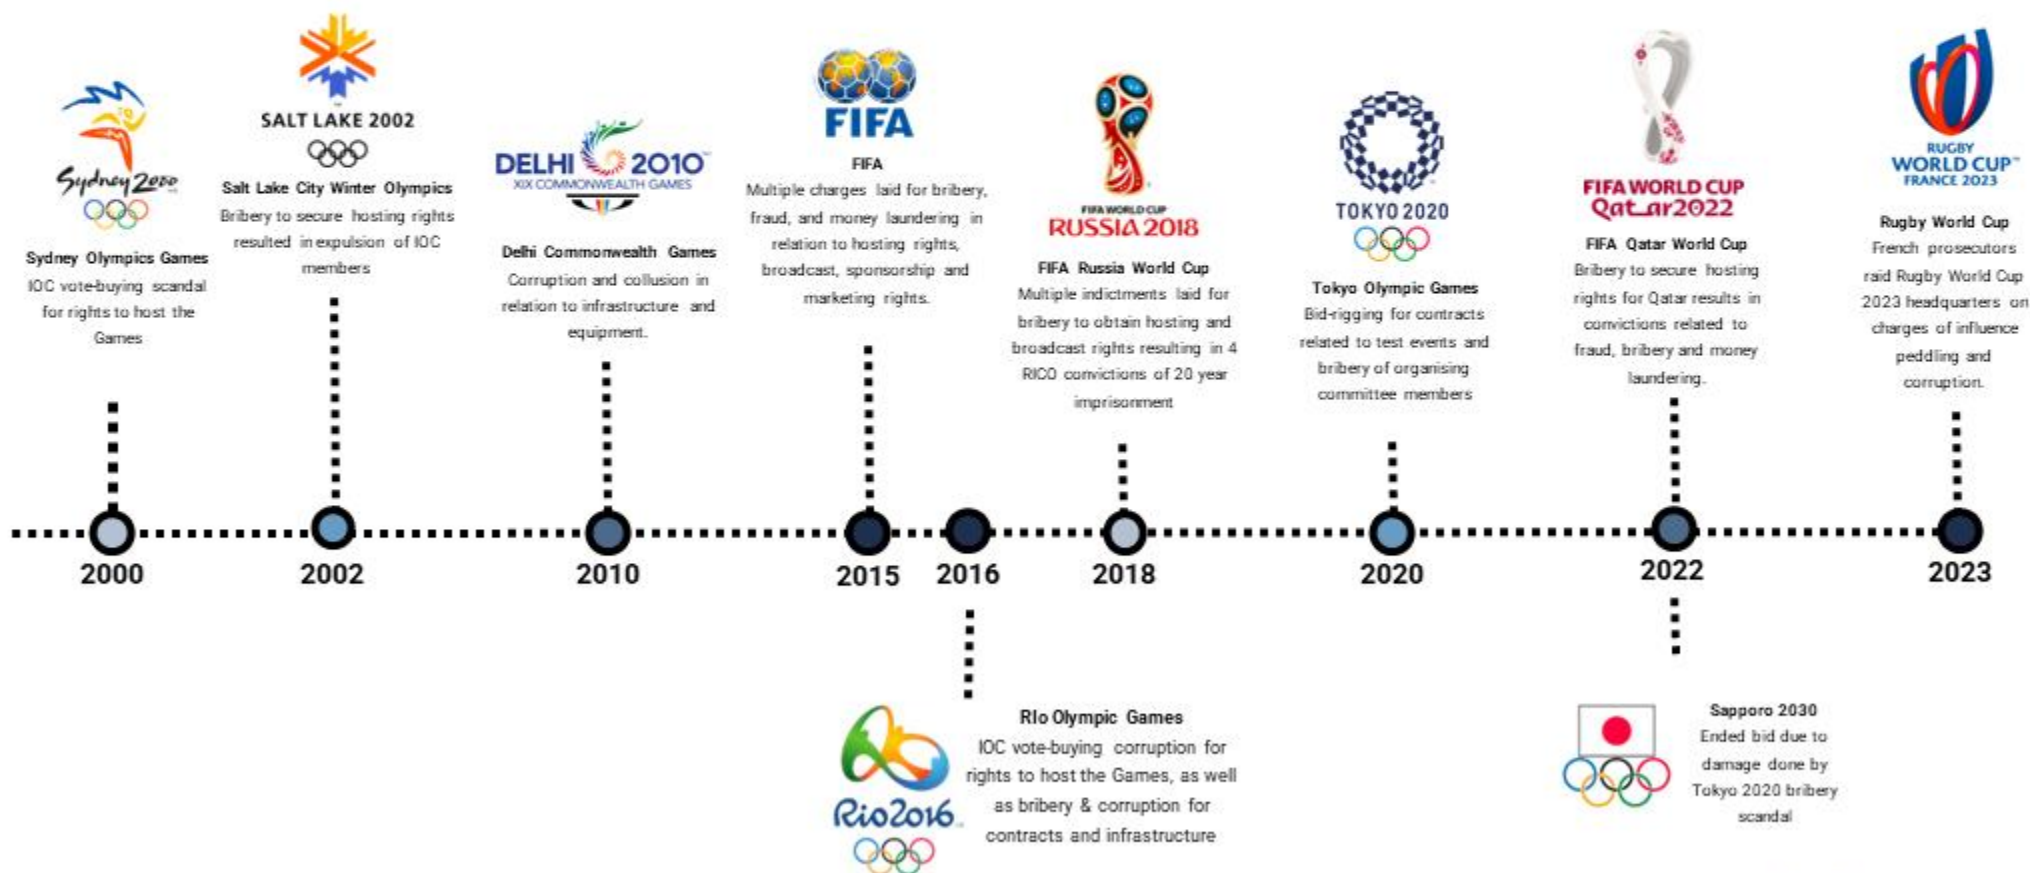 Sydney 2000
Sydney Olympics Games
IOC vote-buying scandal
for rights to host the
Games
SALT LAKE 2002
Salt Lake City Winter Olympics
Bribery to secure hosting rights
resulted in expulsion of IOC
members
DELHI 2010
XIX COMMONWEALTH GAMES
Delhi Commonwealth Games
Corruption and collusion in
relation to infrastructure and
equipment.
FIFA
FIFA
Multiple charges laid for bribery,
fraud, and money laundering in
relation to hosting rights,
broadcast, sponsorship and
marketing rights.
FIFA WORLD CUP
RUSSIA 2018
FIFA Russia World Cup
Multiple indictments laid for
bribery to obtain hosting and
broadcast rights resulting in 4
RICO convictions of 20 year
imprisonment
TOKYO 2020
Tokyo Olympic Games
Bid-rigging for contracts
related to test events and
bribery of organising
committee members
FIFA WORLD CUP
Qatar2022
FIFA Qatar World Cup
Bribery to secure hosting
rights for Qatar results in
convictions related to
fraud, bribery and money
laundering.
RUGBY
WORLD CUP™
FRANCE 2023
Rugby World Cup
French prosecutors
raid Rugby World Cup
2023 headquarters on
charges of influence
peddling and
corruption.
2000
2002
2010
2015
2016
2018
2020
2022
2023
Rio2016
RIo Olympic Games
IOC vote-buying corruption for
rights to host the Games, as well
as bribery & corruption for
contracts and infrastructure
Sapporo 2030
Ended bid due to
damage done by
Tokyo 2020 bribery
scandal